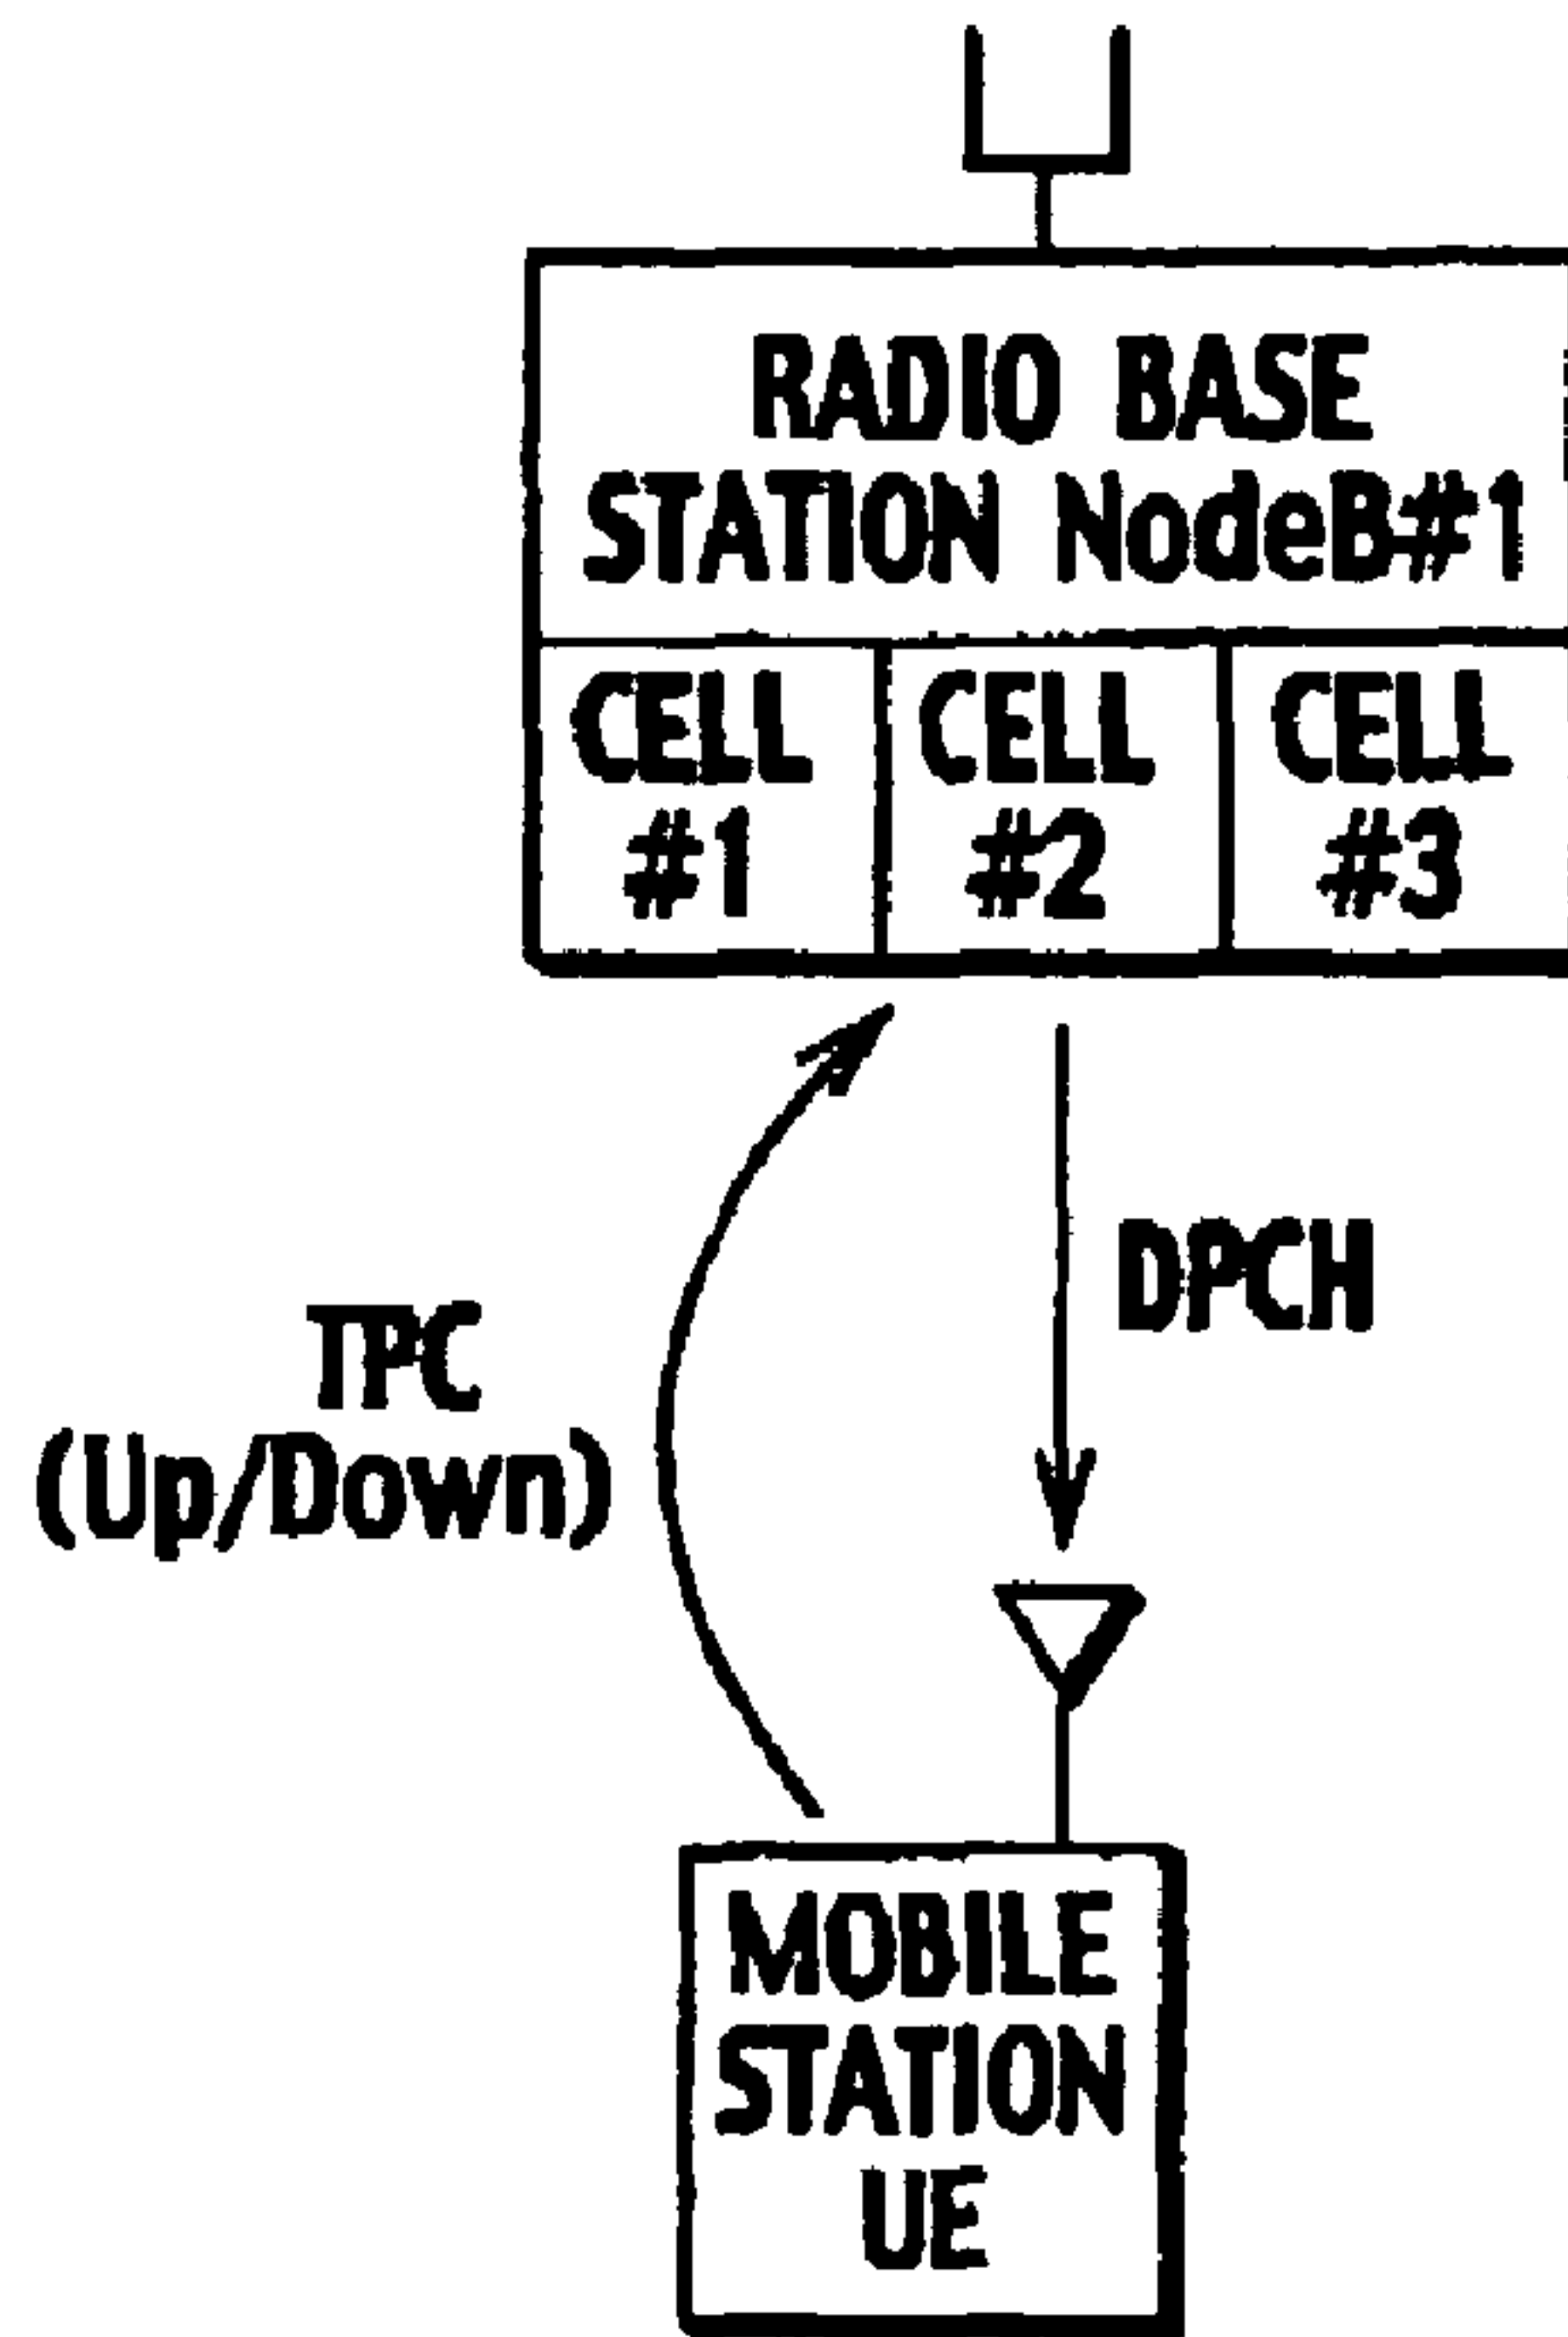 RADIO BASE
STATION NodeB#1
CELL
#1
CELL
#2
CELL
#3
DPCH
TPC
(Up/Down)
MOBILE
STATION
UE